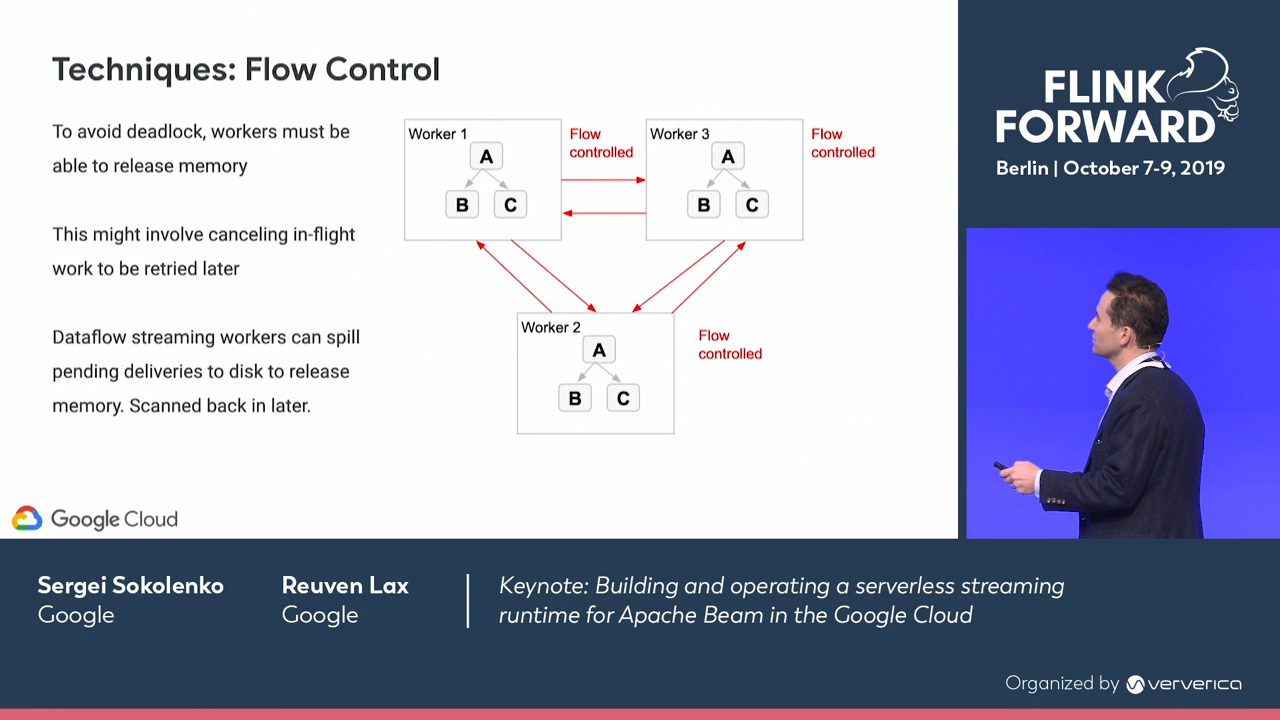 Techniques: Flow Control
To avoid deadlock, workers must be
able to release memory
This might involve canceling in-flight
work to be retried later
Dataflow streaming workers can spill
pending deliveries to disk to release
memory. Scanned back in later.
Worker 1
A
B
C
Flow
controlled
Worker 3
A
B
C
Flow
controlled
Worker 2
A
B
C
Flow
controlled
Google Cloud
FLINK
FORWARD
Berlin | October 7-9, 2019
Sergei Sokolenko
Google
Reuven Lax
Google
Keynote: Building and operating a serverless streaming
runtime for Apache Beam in the Google Cloud
Organized by ververica